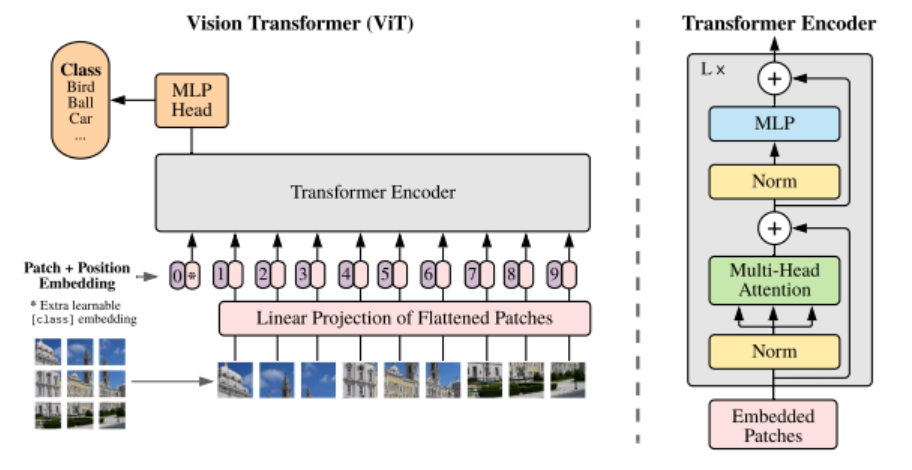 Vision Transformer (ViT)
Class
Bird
Ball
Car
...
MLP
Head
Transformer Encoder
Patch + Position
Embedding
* Extra learnable
[class] embedding
0 * 1 2 3 4 5 6 7 8 9
Linear Projection of Flattened Patches
Transformer Encoder
L ×
+
MLP
Norm
+
Multi-Head
Attention
Norm
Embedded
Patches